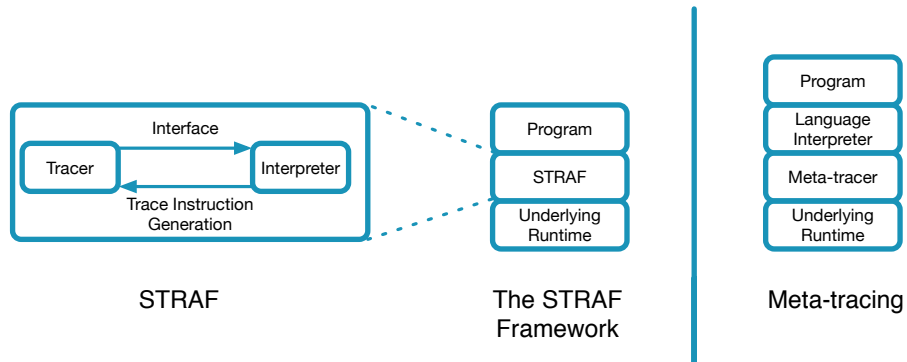 Interface
Tracer
Interpreter
Trace Instruction
Generation
STRAF
Program
STRAF
Underlying
Runtime
The STRAF
Framework
Program
Language
Interpreter
Meta-tracer
Underlying
Runtime
Meta-tracing